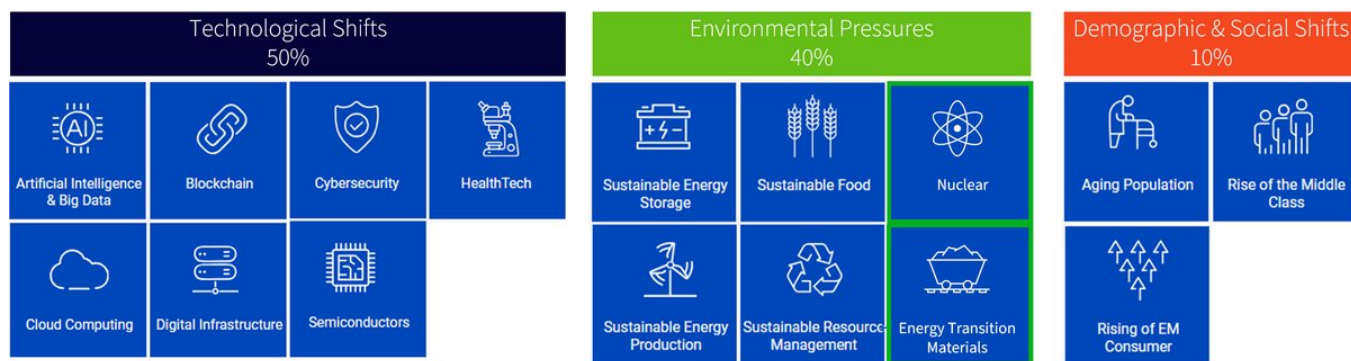 Technological Shifts
50%
Environmental Pressures
40%
Demographic & Social Shifts
10%
AI
Artificial Intelligence
& Big Data
Blockchain
Cybersecurity
HealthTech
Sustainable Energy
Storage
Sustainable Food
Nuclear
Aging Population
Rise of the Middle
Class
Cloud Computing
Digital Infrastructure
Semiconductors
Sustainable Energy
Production
Sustainable Resource
Management
Energy Transition
Materials
Rising of EM
Consumer